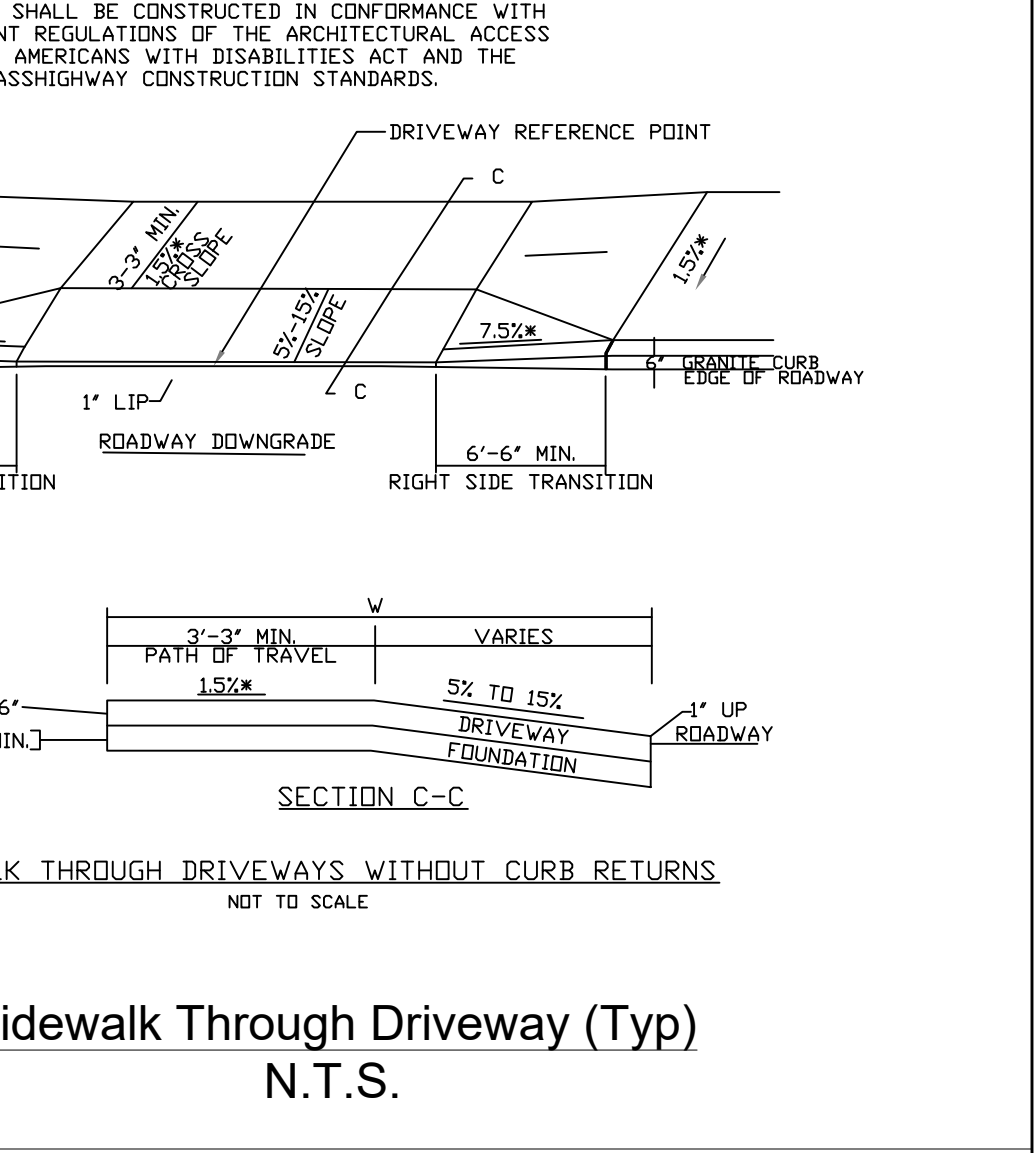 SHALL BE CONSTRUCTED IN CONFORMANCE WITH
NT REGULATIONS OF THE ARCHITECTURAL ACCESS
AMERICANS WITH DISABILITIES ACT AND THE
ASSHIGHWAY CONSTRUCTION STANDARDS.
DRIVEWAY REFERENCE POINT
C
3-3" MIN.
1.5%*
CROSS
SLOPE
1.5%*
5%-15%
SLOPE
7.5%*
6" GRANITE CURB
EDGE OF ROADWAY
1" LIP
C
ROADWAY DOWNGRADE
6'-6" MIN.
ITION
RIGHT SIDE TRANSITION
W
3'-3" MIN.
VARIES
PATH OF TRAVEL
1.5%*
5% TO 15%
6"
1" UP
DRIVEWAY
ROADWAY
IN.]
FOUNDATION
SECTION C-C
LK THROUGH DRIVEWAYS WITHOUT CURB RETURNS
NOT TO SCALE
idewalk Through Driveway (Typ)
N.T.S.